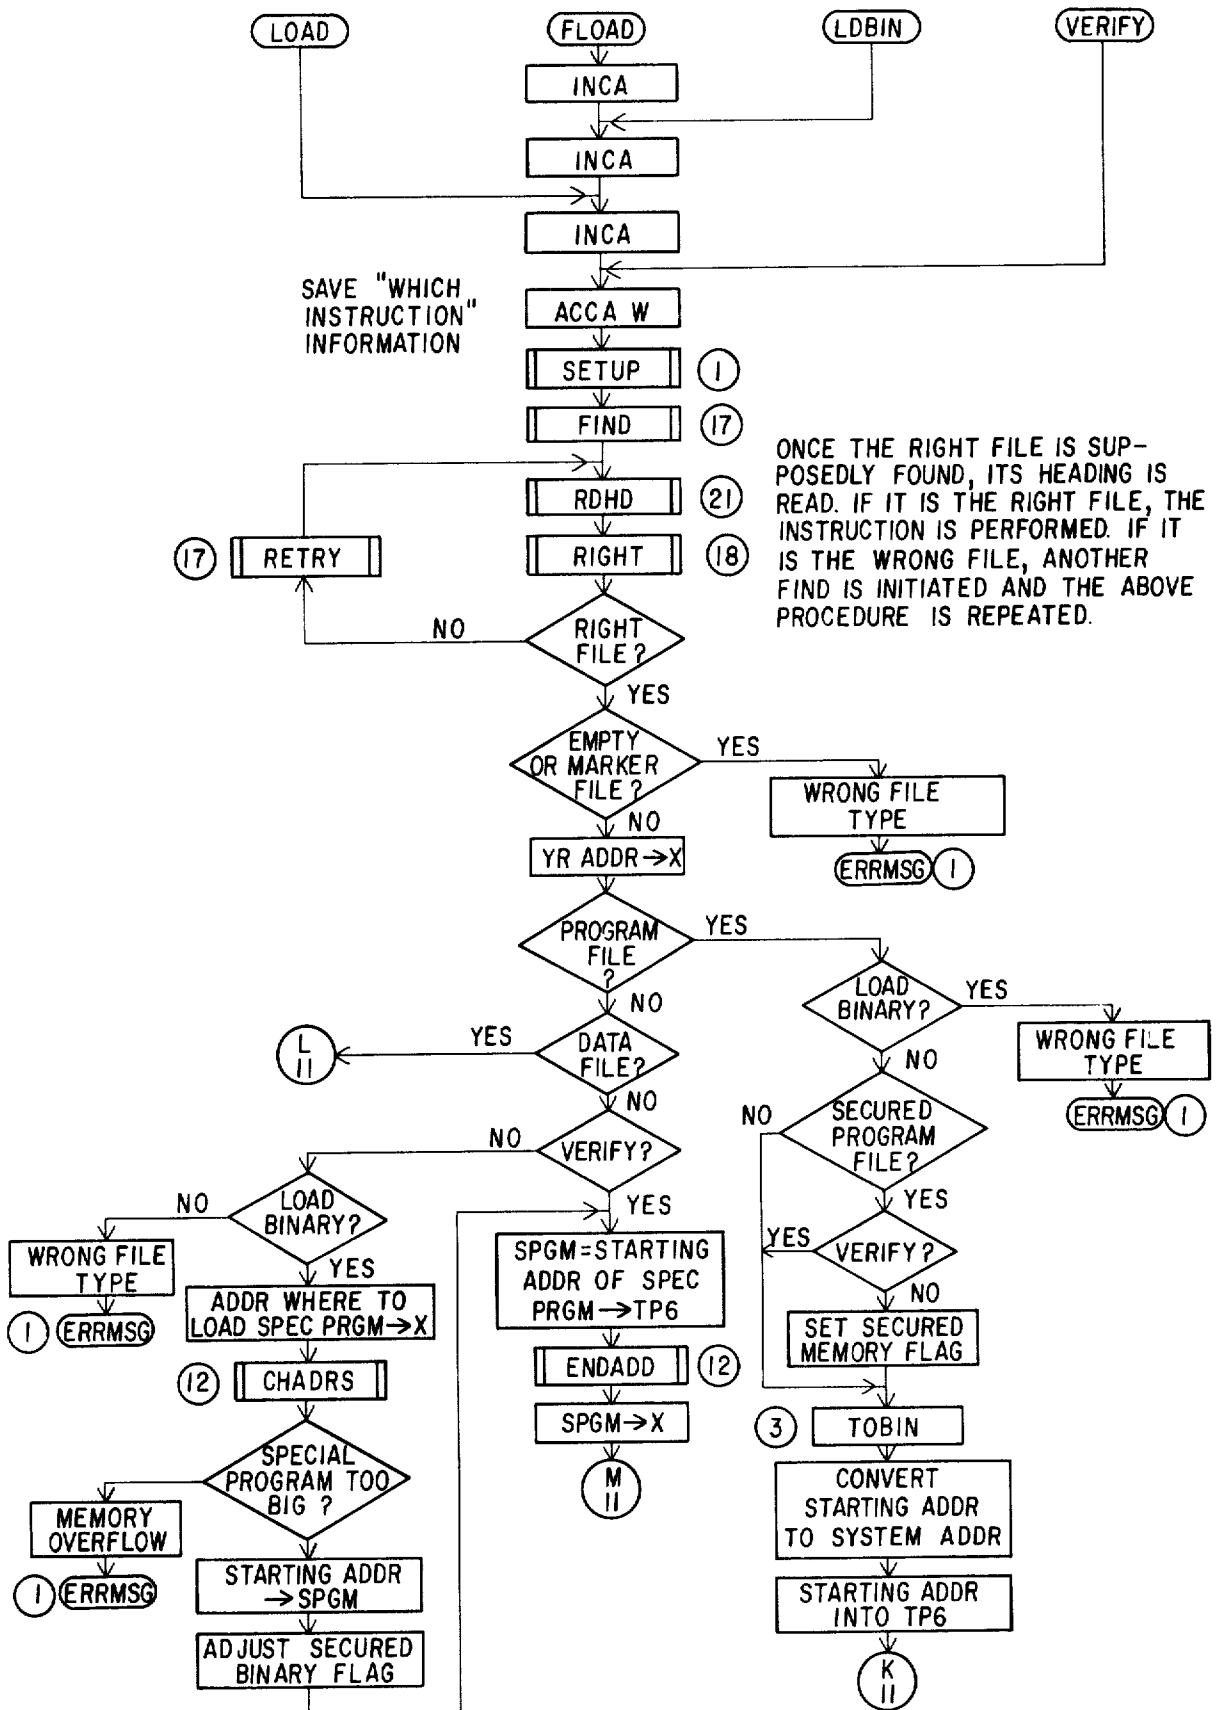 LOAD
FLOAD
LDBIN
VERIFY
INCA
INCA
INCA
SAVE "WHICH
INSTRUCTION"
INFORMATION
ACCA W
SETUP
1
FIND
17
ONCE THE RIGHT FILE IS SUP-
POSEDLY FOUND, ITS HEADING IS
READ. IF IT IS THE RIGHT FILE, THE
INSTRUCTION IS PERFORMED. IF IT
IS THE WRONG FILE, ANOTHER
FIND IS INITIATED AND THE ABOVE
PROCEDURE IS REPEATED.
RDHD
21
17
RETRY
RIGHT
18
NO
RIGHT
FILE?
YES
EMPTY
OR MARKER
FILE?
YES
WRONG FILE
TYPE
ERRMSG
1
NO
YR ADDR→X
PROGRAM
FILE
?
YES
NO
LOAD
BINARY?
YES
WRONG FILE
TYPE
ERRMSG
1
L
11
YES
DATA
FILE?
NO
NO
SECURED
PROGRAM
FILE?
NO
YES
NO
VERIFY?
YES
YES
VERIFY?
NO
NO
LOAD
BINARY?
WRONG FILE
TYPE
1
ERRMSG
YES
ADDR WHERE TO
LOAD SPEC PRGM→X
SPGM=STARTING
ADDR OF SPEC
PRGM→TP6
SET SECURED
MEMORY FLAG
12
CHADRS
ENDADD
12
SPGM→X
M
11
3
TOBIN
SPECIAL
PROGRAM TOO
BIG ?
MEMORY
OVERFLOW
1
ERRMSG
CONVERT
STARTING ADDR
TO SYSTEM ADDR
STARTING ADDR
→SPGM
STARTING ADDR
INTO TP6
ADJUST SECURED
BINARY FLAG
K
11